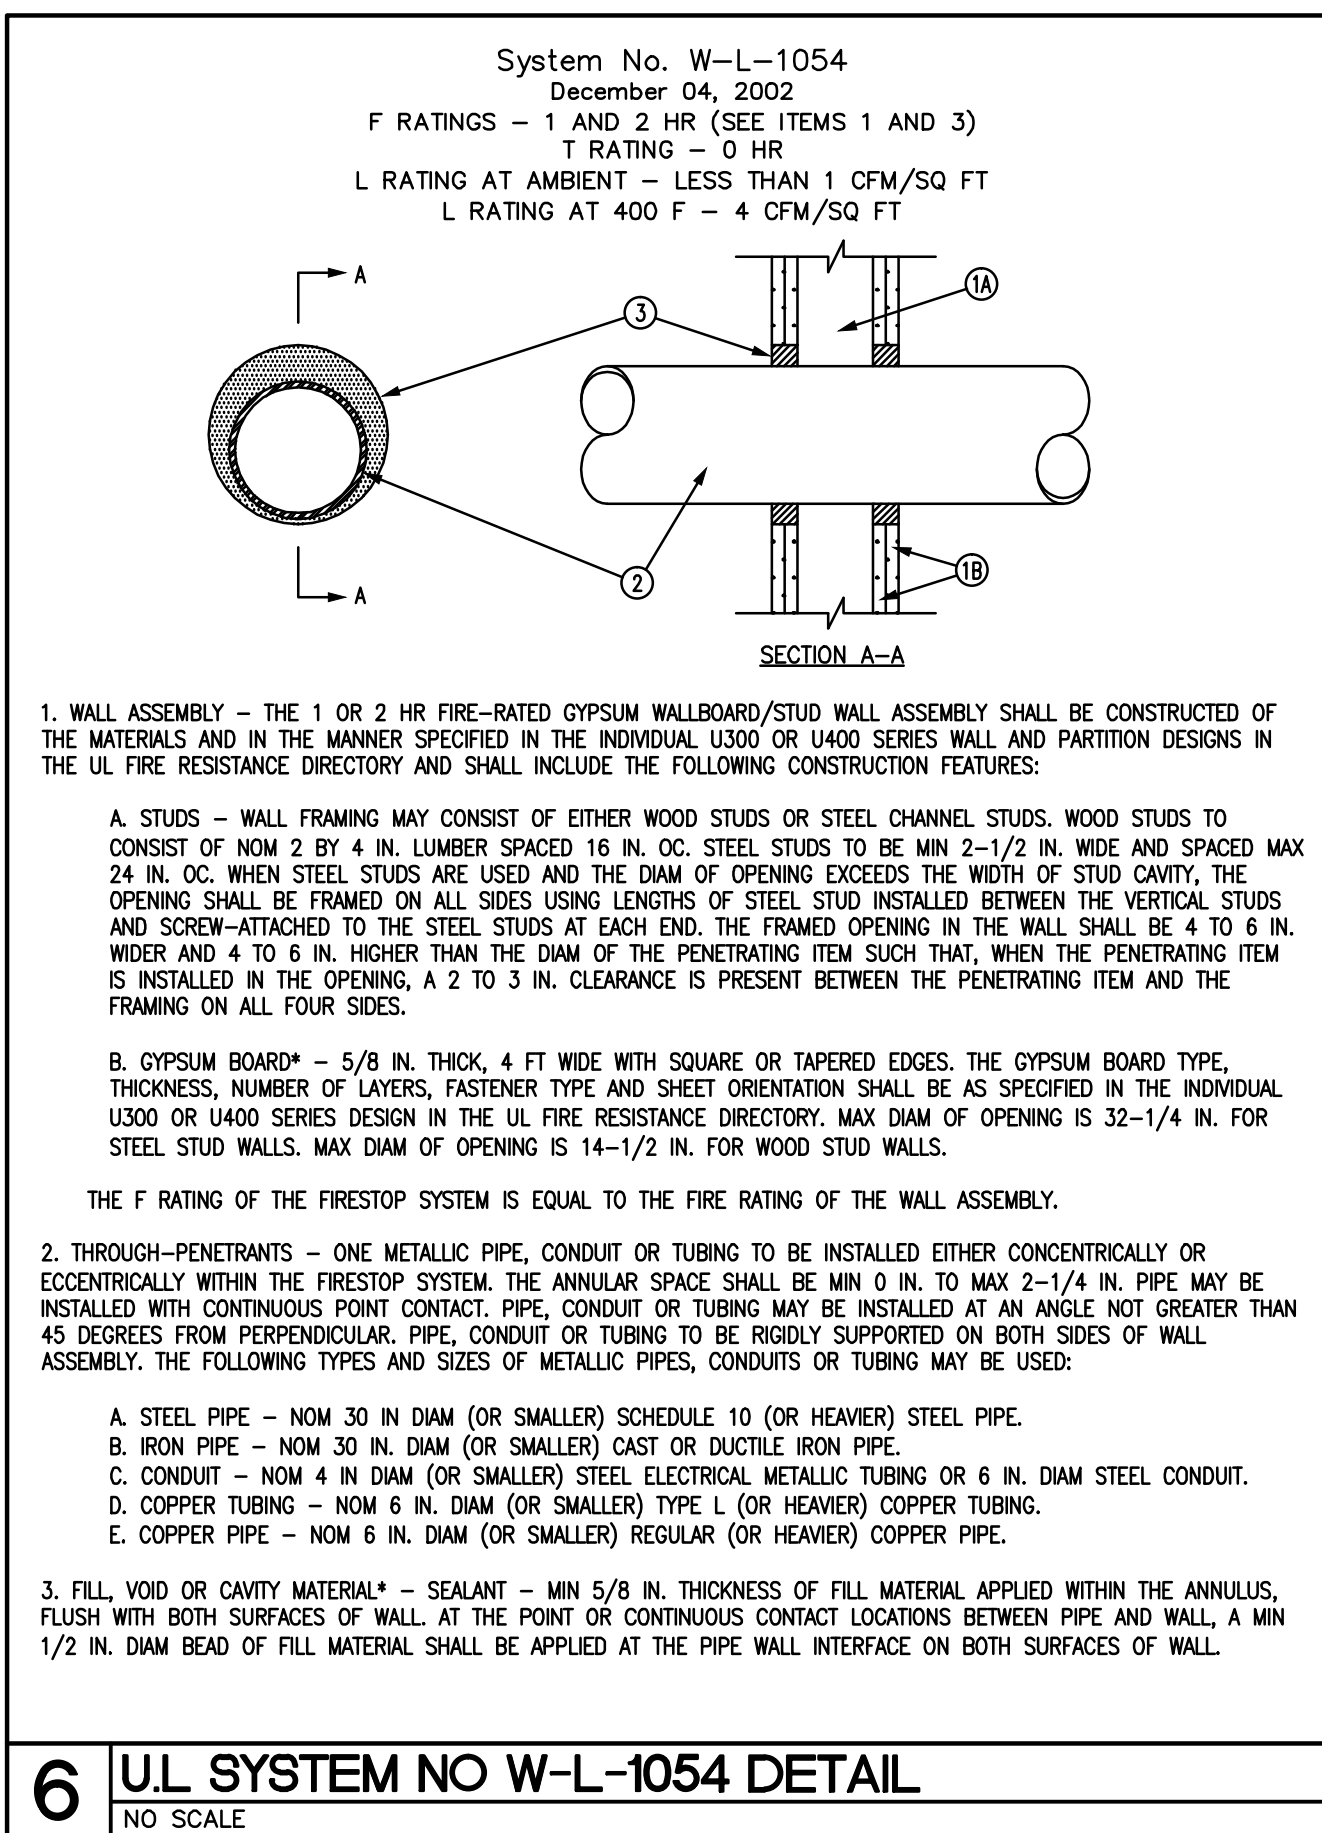 System No. W-L-1054
December 04, 2002
F RATINGS – 1 AND 2 HR (SEE ITEMS 1 AND 3)
T RATING – 0 HR
L RATING AT AMBIENT – LESS THAN 1 CFM/SQ FT
L RATING AT 400 F – 4 CFM/SQ FT
A
1A
3
2
1B
A
SECTION A–A
1. WALL ASSEMBLY – THE 1 OR 2 HR FIRE–RATED GYPSUM WALLBOARD/STUD WALL ASSEMBLY SHALL BE CONSTRUCTED OF
THE MATERIALS AND IN THE MANNER SPECIFIED IN THE INDIVIDUAL U300 OR U400 SERIES WALL AND PARTITION DESIGNS IN
THE UL FIRE RESISTANCE DIRECTORY AND SHALL INCLUDE THE FOLLOWING CONSTRUCTION FEATURES:
A. STUDS – WALL FRAMING MAY CONSIST OF EITHER WOOD STUDS OR STEEL CHANNEL STUDS. WOOD STUDS TO
CONSIST OF NOM 2 BY 4 IN. LUMBER SPACED 16 IN. OC. STEEL STUDS TO BE MIN 2–1/2 IN. WIDE AND SPACED MAX
24 IN. OC. WHEN STEEL STUDS ARE USED AND THE DIAM OF OPENING EXCEEDS THE WIDTH OF STUD CAVITY, THE
OPENING SHALL BE FRAMED ON ALL SIDES USING LENGTHS OF STEEL STUD INSTALLED BETWEEN THE VERTICAL STUDS
AND SCREW–ATTACHED TO THE STEEL STUDS AT EACH END. THE FRAMED OPENING IN THE WALL SHALL BE 4 TO 6 IN.
WIDER AND 4 TO 6 IN. HIGHER THAN THE DIAM OF THE PENETRATING ITEM SUCH THAT, WHEN THE PENETRATING ITEM
IS INSTALLED IN THE OPENING, A 2 TO 3 IN. CLEARANCE IS PRESENT BETWEEN THE PENETRATING ITEM AND THE
FRAMING ON ALL FOUR SIDES.
B. GYPSUM BOARD* – 5/8 IN. THICK, 4 FT WIDE WITH SQUARE OR TAPERED EDGES. THE GYPSUM BOARD TYPE,
THICKNESS, NUMBER OF LAYERS, FASTENER TYPE AND SHEET ORIENTATION SHALL BE AS SPECIFIED IN THE INDIVIDUAL
U300 OR U400 SERIES DESIGN IN THE UL FIRE RESISTANCE DIRECTORY. MAX DIAM OF OPENING IS 32–1/4 IN. FOR
STEEL STUD WALLS. MAX DIAM OF OPENING IS 14–1/2 IN. FOR WOOD STUD WALLS.
THE F RATING OF THE FIRESTOP SYSTEM IS EQUAL TO THE FIRE RATING OF THE WALL ASSEMBLY.
2. THROUGH–PENETRANTS – ONE METALLIC PIPE, CONDUIT OR TUBING TO BE INSTALLED EITHER CONCENTRICALLY OR
ECCENTRICALLY WITHIN THE FIRESTOP SYSTEM. THE ANNULAR SPACE SHALL BE MIN 0 IN. TO MAX 2–1/4 IN. PIPE MAY BE
INSTALLED WITH CONTINUOUS POINT CONTACT. PIPE, CONDUIT OR TUBING MAY BE INSTALLED AT AN ANGLE NOT GREATER THAN
45 DEGREES FROM PERPENDICULAR. PIPE, CONDUIT OR TUBING TO BE RIGIDLY SUPPORTED ON BOTH SIDES OF WALL
ASSEMBLY. THE FOLLOWING TYPES AND SIZES OF METALLIC PIPES, CONDUITS OR TUBING MAY BE USED:
A. STEEL PIPE – NOM 30 IN DIAM (OR SMALLER) SCHEDULE 10 (OR HEAVIER) STEEL PIPE.
B. IRON PIPE – NOM 30 IN. DIAM (OR SMALLER) CAST OR DUCTILE IRON PIPE.
C. CONDUIT – NOM 4 IN DIAM (OR SMALLER) STEEL ELECTRICAL METALLIC TUBING OR 6 IN. DIAM STEEL CONDUIT.
D. COPPER TUBING – NOM 6 IN. DIAM (OR SMALLER) TYPE L (OR HEAVIER) COPPER TUBING.
E. COPPER PIPE – NOM 6 IN. DIAM (OR SMALLER) REGULAR (OR HEAVIER) COPPER PIPE.
3. FILL, VOID OR CAVITY MATERIAL* – SEALANT – MIN 5/8 IN. THICKNESS OF FILL MATERIAL APPLIED WITHIN THE ANNULUS,
FLUSH WITH BOTH SURFACES OF WALL. AT THE POINT OR CONTINUOUS CONTACT LOCATIONS BETWEEN PIPE AND WALL, A MIN
1/2 IN. DIAM BEAD OF FILL MATERIAL SHALL BE APPLIED AT THE PIPE WALL INTERFACE ON BOTH SURFACES OF WALL.
6
U.L SYSTEM NO W-L-1054 DETAIL
NO SCALE